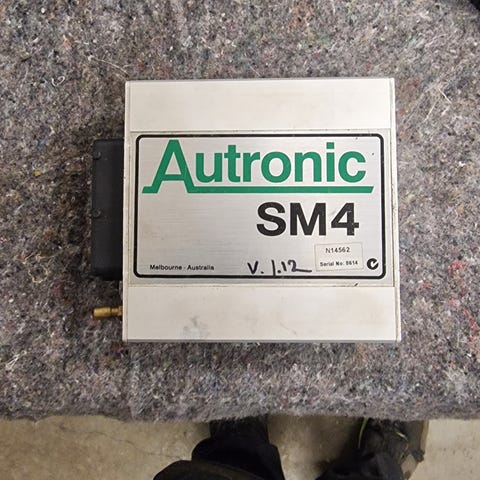 Autronic
SM4
N14562
Serial No: 8614
Melbourne · Australia
V. 1.12